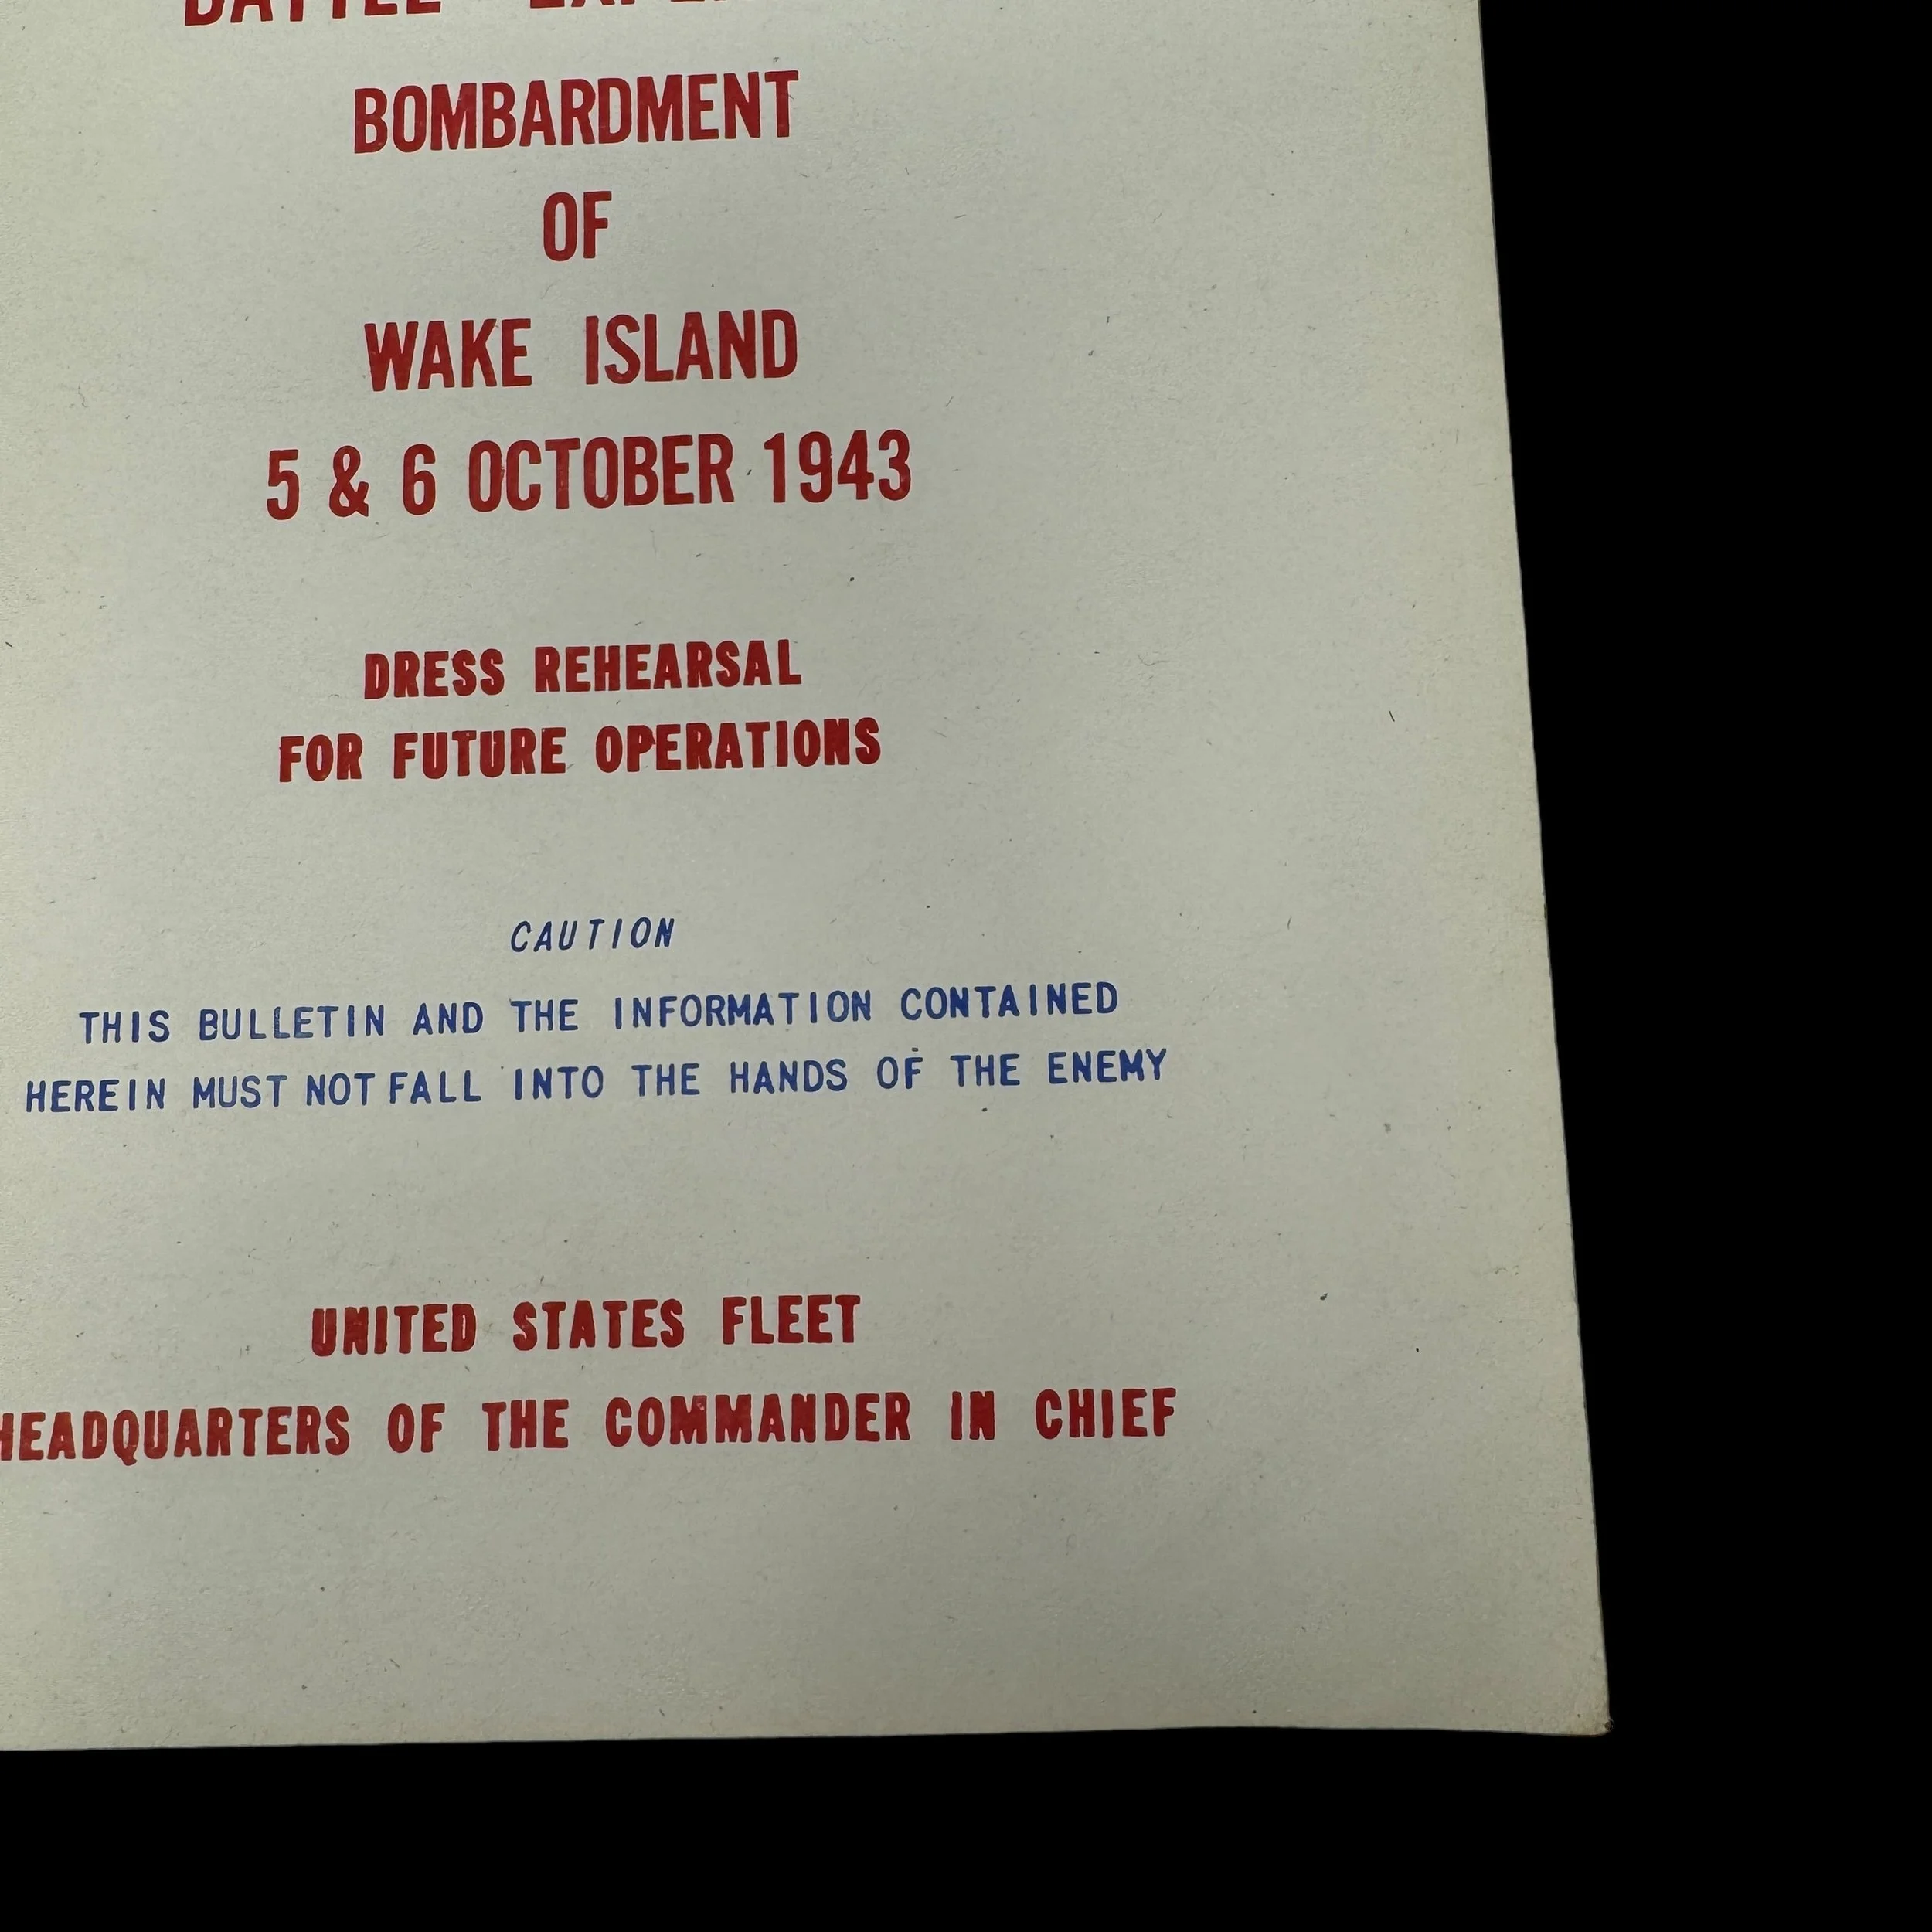 BATTLE
BOMBARDMENT
OF
WAKE ISLAND
5 & 6 OCTOBER 1943
DRESS REHEARSAL
FOR FUTURE OPERATIONS
CAUTION
THIS BULLETIN AND THE INFORMATION CONTAINED
HEREIN MUST NOT FALL INTO THE HANDS OF THE ENEMY
UNITED STATES FLEET
HEADQUARTERS OF THE COMMANDER IN CHIEF